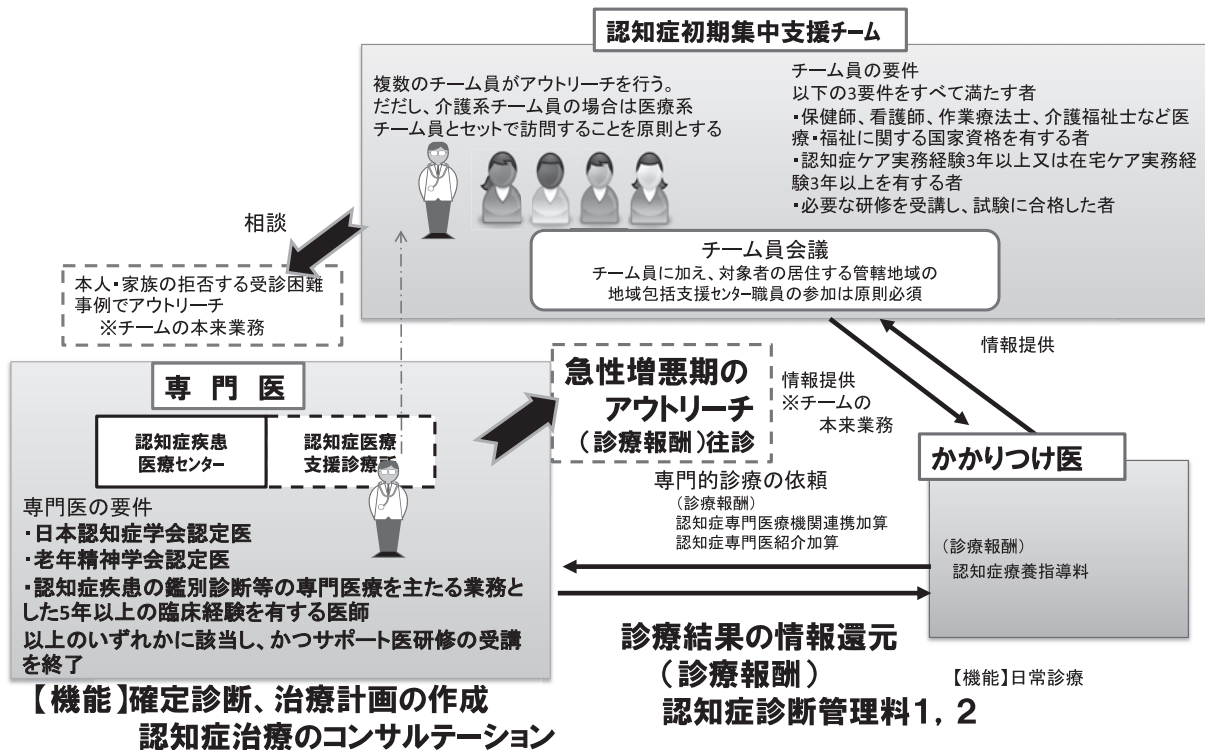 認知症初期集中支援チーム
複数のチーム員がアウトリーチを行う。
だだし、介護系チーム員の場合は医療系
チーム員とセットで訪問することを原則とする
チーム員の要件
以下の3要件をすべて満たす者
・保健師、看護師、作業療法士、介護福祉士など医
療・福祉に関する国家資格を有する者
・認知症ケア実務経験3年以上又は在宅ケア実務経
験3年以上を有する者
・必要な研修を受講し、試験に合格した者
チーム員会議
チーム員に加え、対象者の居住する管轄地域の
地域包括支援センター職員の参加は原則必須
相談
本人・家族の拒否する受診困難
事例でアウトリーチ
※チームの本来業務
専門医
認知症疾患
医療センター
認知症医療
支援診療所
専門医の要件
・日本認知症学会認定医
・老年精神学会認定医
・認知症疾患の鑑別診断等の専門医療を主たる業務と
した5年以上の臨床経験を有する医師
以上のいずれかに該当し、かつサポート医研修の受講
を終了
【機能】確定診断、治療計画の作成
認知症治療のコンサルテーション
急性増悪期の
アウトリーチ
(診療報酬)往診
情報提供
※チームの
本来業務
情報提供
専門的診療の依頼
(診療報酬)
認知症専門医療機関連携加算
認知症専門医紹介加算
診療結果の情報還元
(診療報酬)
認知症診断管理料1，2
かかりつけ医
(診療報酬)
認知症療養指導料
【機能】日常診療